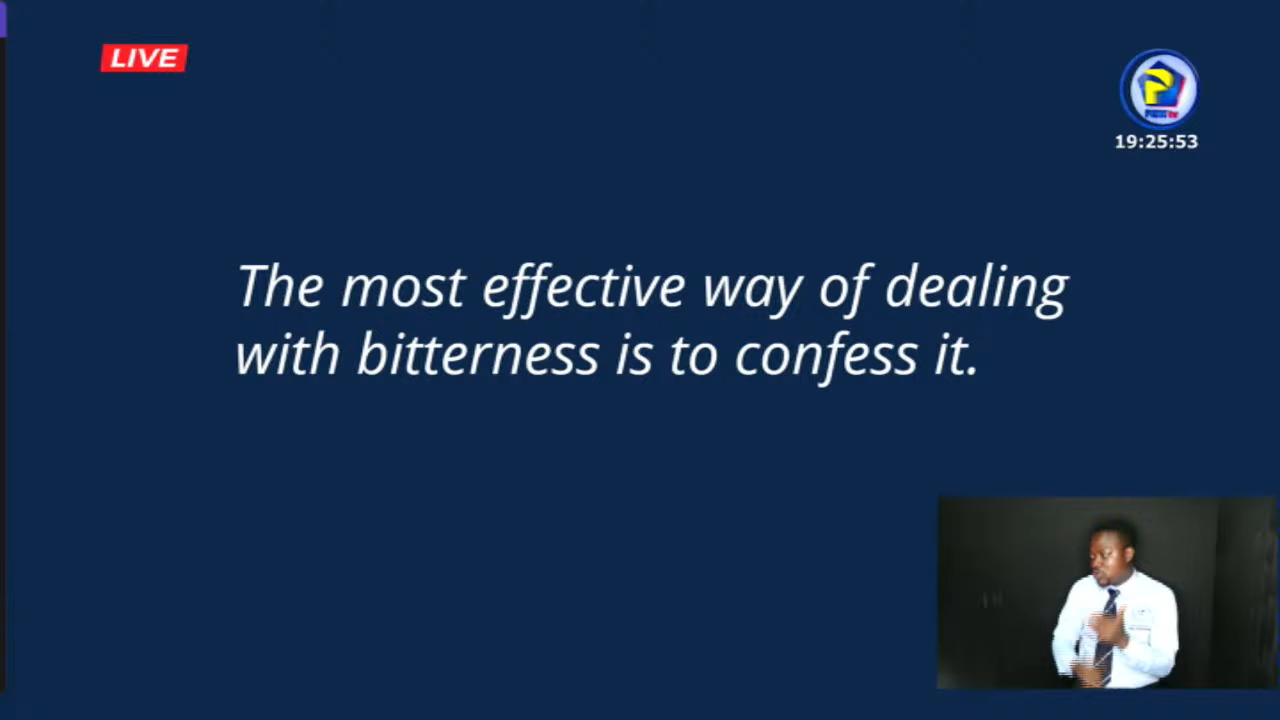 LIVE
19:25:53
The most effective way of dealing
with bitterness is to confess it.